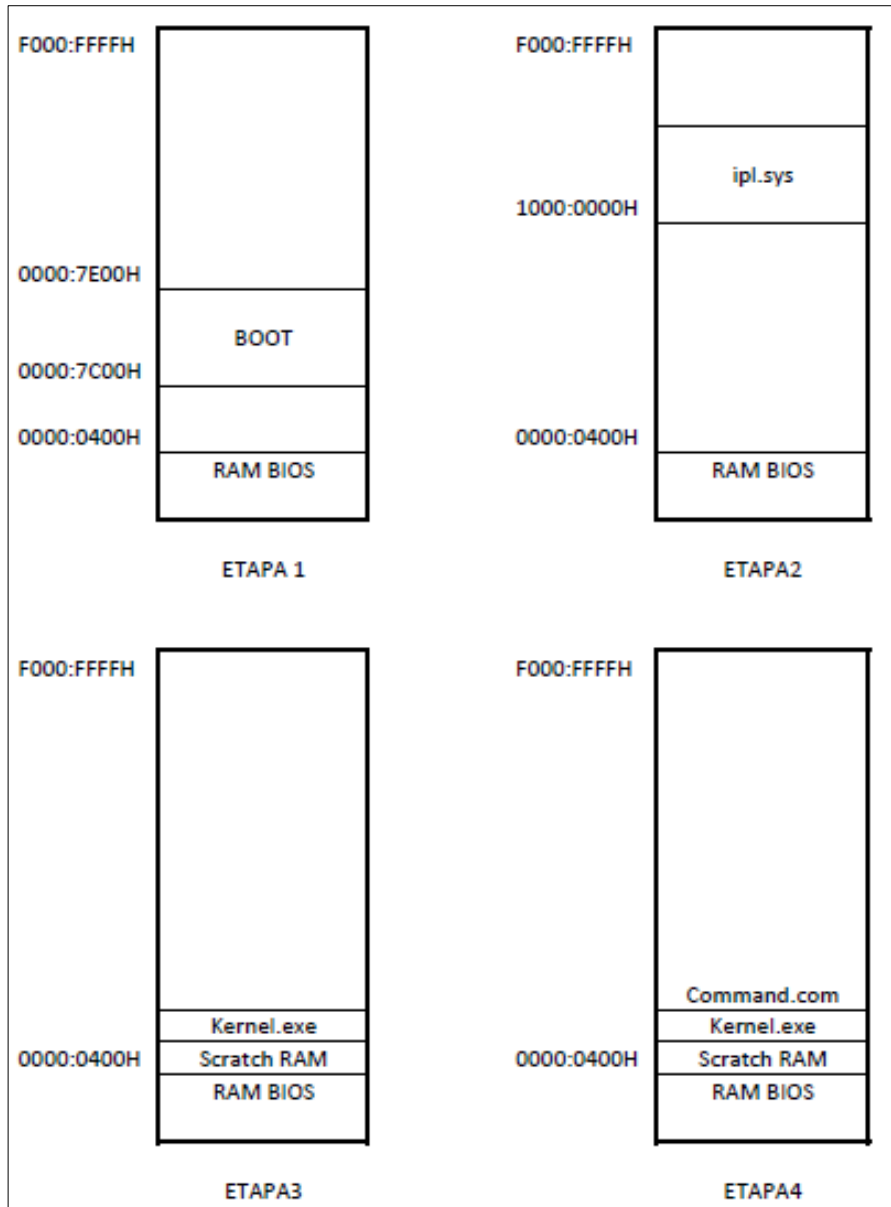 F000:FFFFH
0000:7E00H
BOOT
0000:7C00H
0000:0400H
RAM BIOS
ETAPA 1
F000:FFFFH
ipl.sys
1000:0000H
0000:0400H
RAM BIOS
ETAPA2
F000:FFFFH
Kernel.exe
0000:0400H
Scratch RAM
RAM BIOS
ETAPA3
F000:FFFFH
Command.com
Kernel.exe
0000:0400H
Scratch RAM
RAM BIOS
ETAPA4